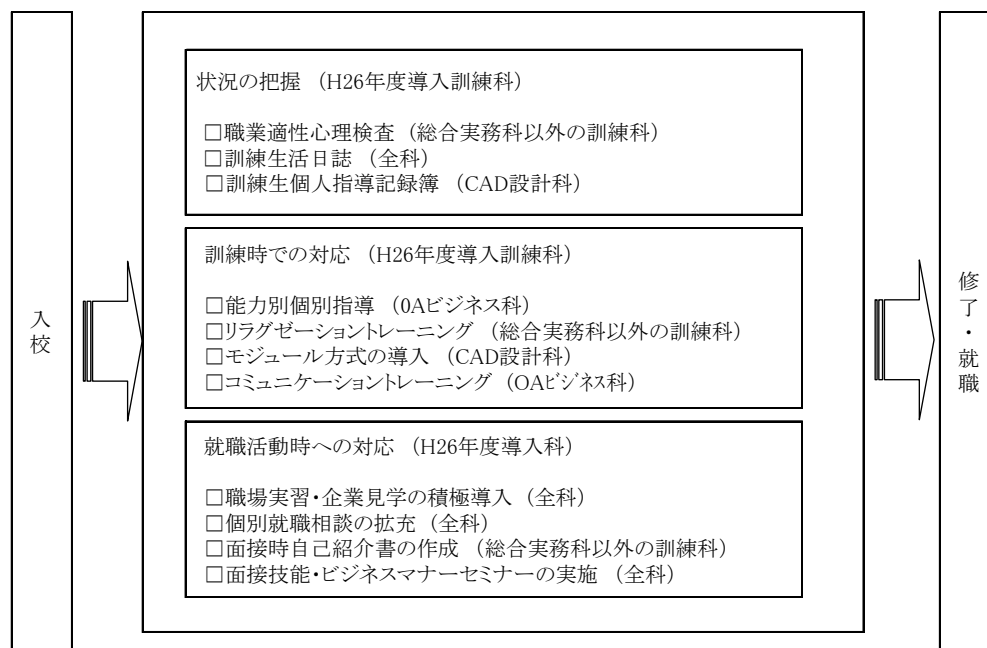 入校
状況の把握 （H26年度導入訓練科）
□職業適性心理検査 （総合実務科以外の訓練科）
□訓練生活日誌 （全科）
□訓練生個人指導記録簿 （CAD設計科）
訓練時での対応 （H26年度導入訓練科）
□能力別個別指導 （0Aビジネス科）
□リラグゼーショントレーニング （総合実務科以外の訓練科）
□モジュール方式の導入 （CAD設計科）
□コミュニケーショントレーニング （OAﾋﾞｼﾞﾈｽ科）
就職活動時への対応 （H26年度導入科）
□職場実習・企業見学の積極導入 （全科）
□個別就職相談の拡充 （全科）
□面接時自己紹介書の作成 （総合実務科以外の訓練科）
□面接技能・ビジネスマナーセミナーの実施 （全科）
修了・就職